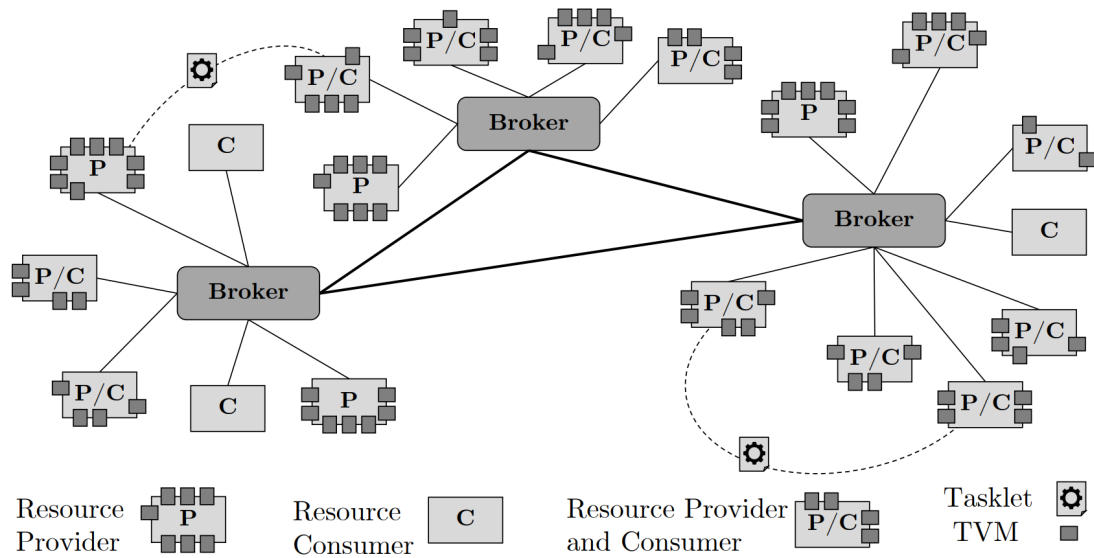 P/C
P/C
P/C
P/C
P/C
Broker
P
C
P
P
P/C
C
Broker
P/C
Broker
P/C
P/C
P/C
P/C
P/C
C
P
P/C
Resource
Provider
P
Resource
Consumer
C
Resource Provider
and Consumer
P/C
Tasklet
TVM